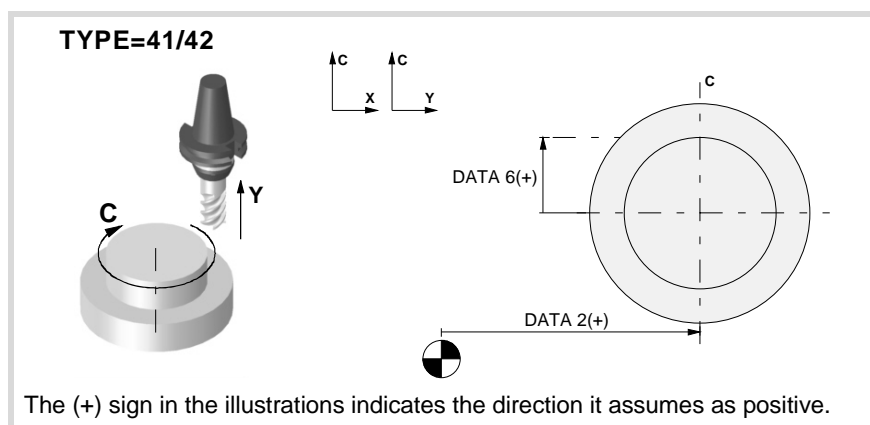 TYPE=41/42
C
C
X
Y
C
Y
C
DATA 6(+)
DATA 2(+)
The (+) sign in the illustrations indicates the direction it assumes as positive.